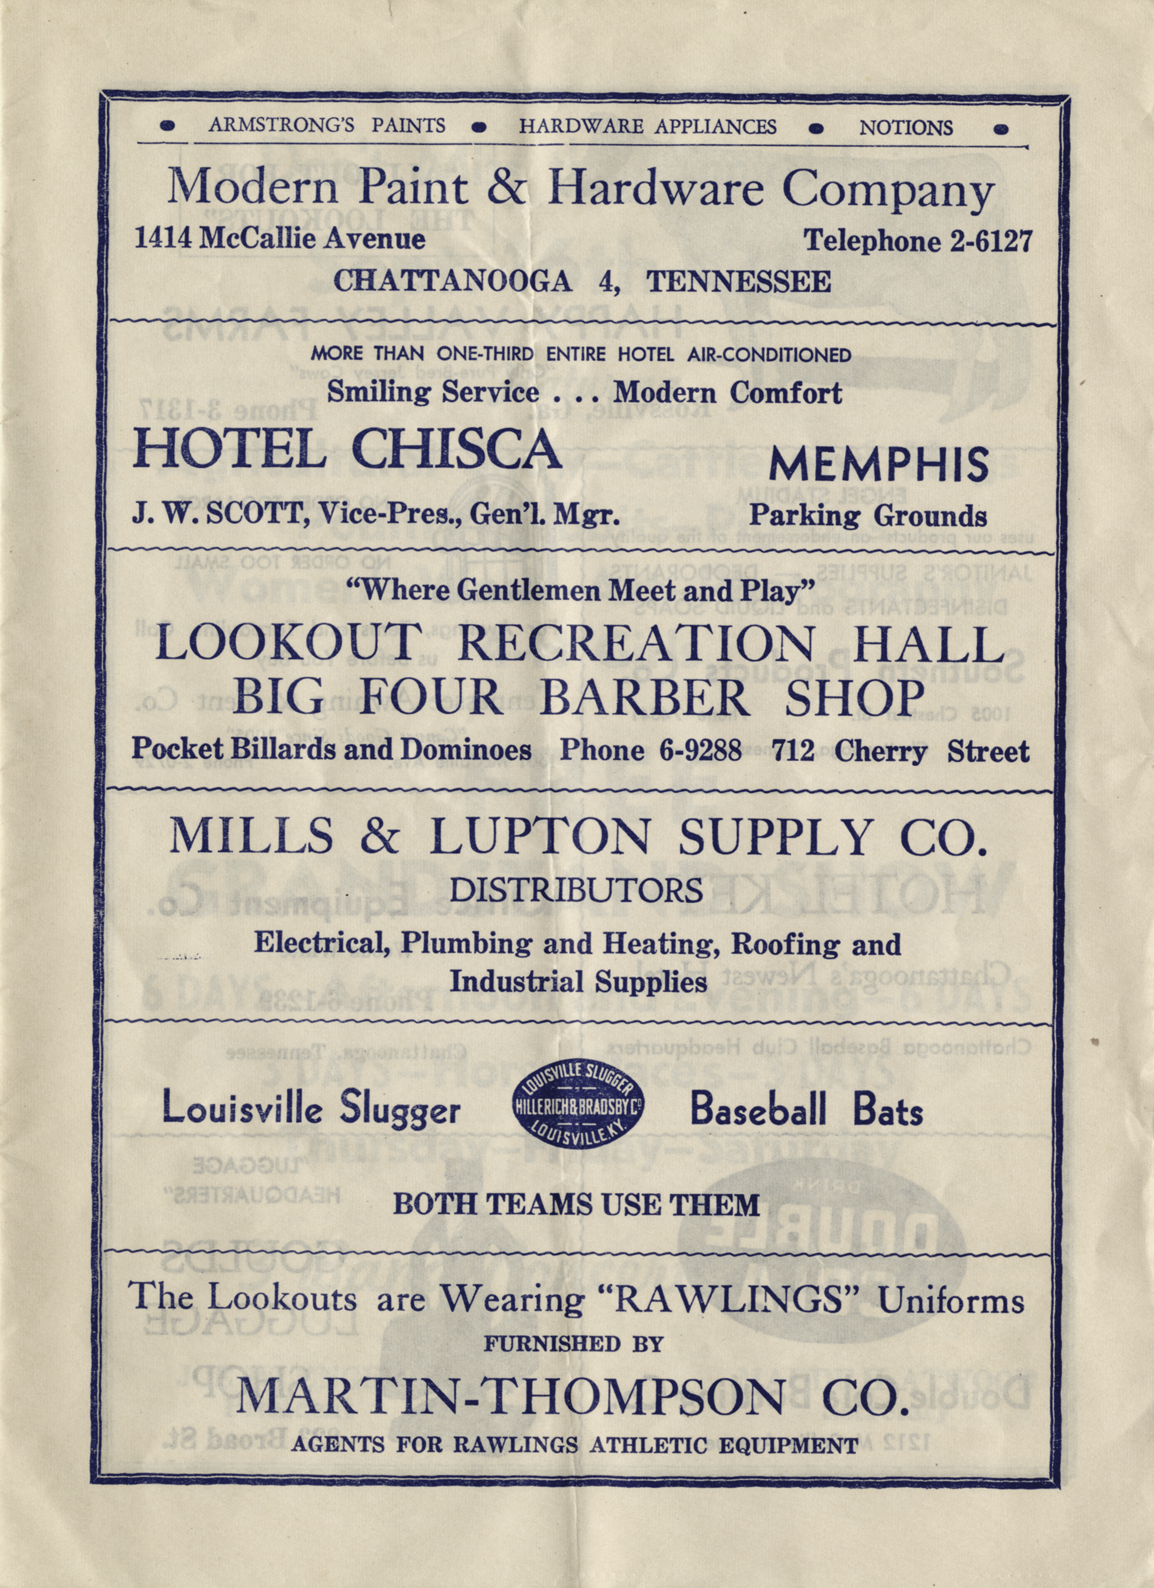 • ARMSTRONG'S PAINTS • HARDWARE APPLIANCES • NOTIONS •
Modern Paint & Hardware Company
1414 McCallie Avenue Telephone 2-6127
CHATTANOOGA 4, TENNESSEE
MORE THAN ONE-THIRD ENTIRE HOTEL AIR-CONDITIONED
Smiling Service . . . Modern Comfort
HOTEL CHISCA MEMPHIS
J. W. SCOTT, Vice-Pres., Gen'l. Mgr. Parking Grounds
"Where Gentlemen Meet and Play"
LOOKOUT RECREATION HALL
BIG FOUR BARBER SHOP
Pocket Billards and Dominoes Phone 6-9288 712 Cherry Street
MILLS & LUPTON SUPPLY CO.
DISTRIBUTORS
Electrical, Plumbing and Heating, Roofing and
Industrial Supplies
LOUISVILLE SLUGGER
Louisville Slugger HILLERICH & BRADSBY Co Baseball Bats
LOUISVILLE, KY.
BOTH TEAMS USE THEM
The Lookouts are Wearing "RAWLINGS" Uniforms
FURNISHED BY
MARTIN-THOMPSON CO.
AGENTS FOR RAWLINGS ATHLETIC EQUIPMENT